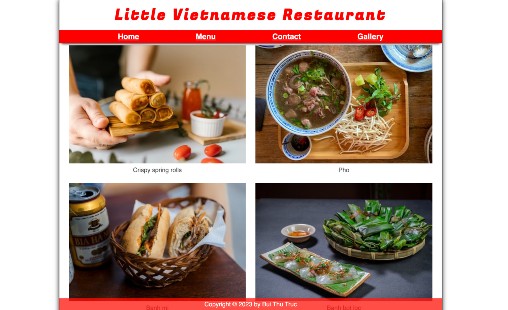 Little Vietnamese Restaurant
Home Menu Contact Gallery
Crispy spring rolls
Pho
Copyright © 2023 by Bui Thu Truc